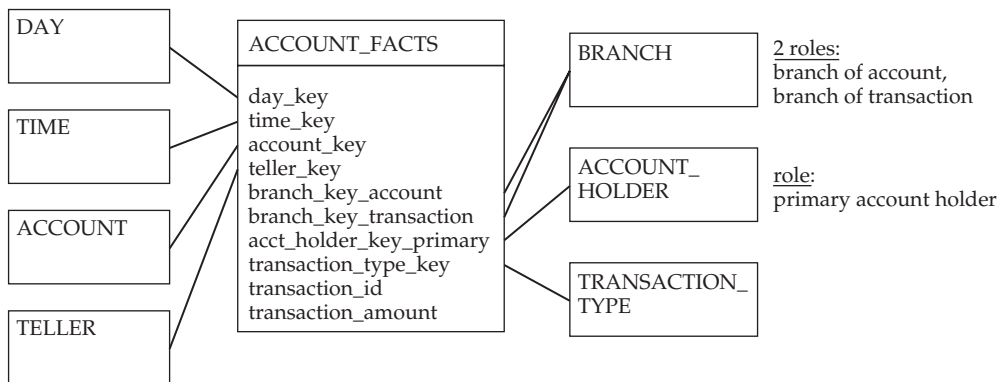 DAY
TIME
ACCOUNT
TELLER
ACCOUNT_FACTS
day_key
time_key
account_key
teller_key
branch_key_account
branch_key_transaction
acct_holder_key_primary
transaction_type_key
transaction_id
transaction_amount
BRANCH
2 roles:
branch of account,
branch of transaction
ACCOUNT_
HOLDER
role:
primary account holder
TRANSACTION_
TYPE